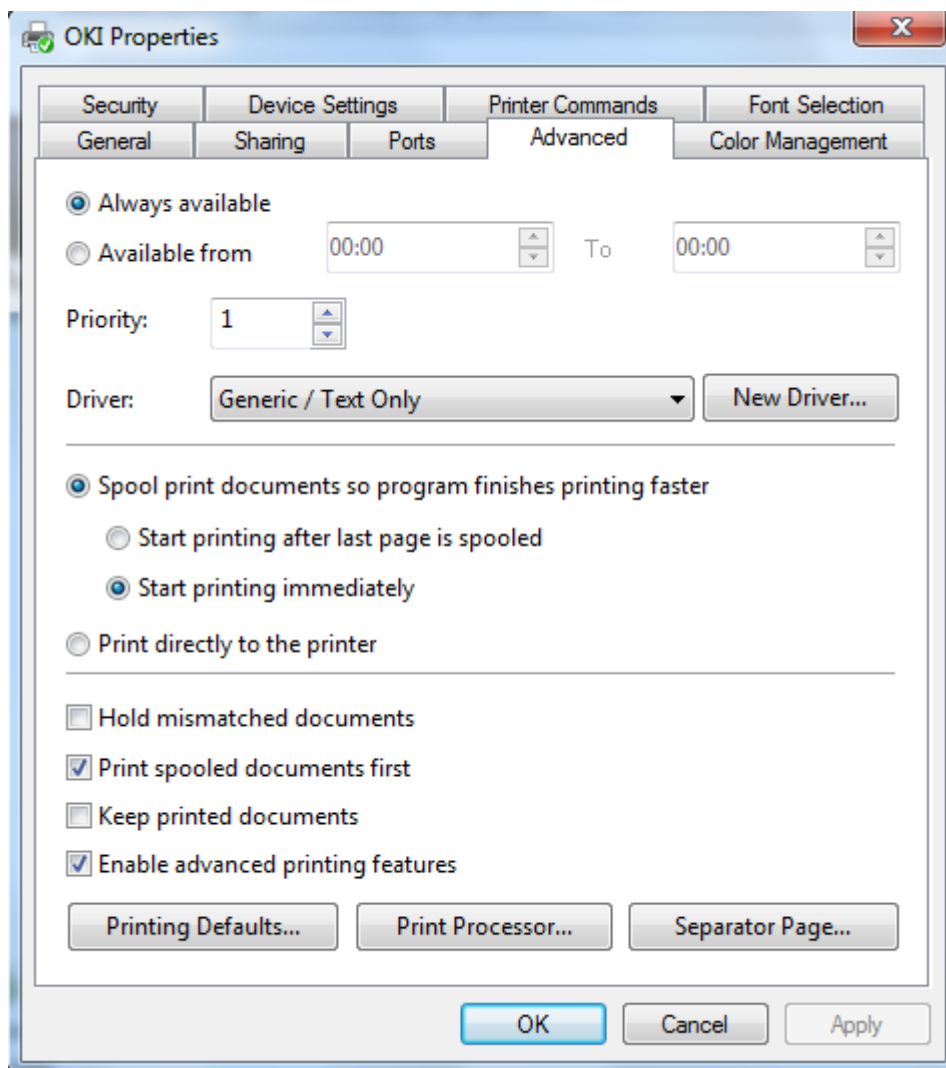 OKI Properties
x
Security Device Settings Printer Commands Font Selection
General Sharing Ports Advanced Color Management
Always available
Available from 00:00 To 00:00
Priority: 1
Driver: Generic / Text Only New Driver...
Spool print documents so program finishes printing faster
Start printing after last page is spooled
Start printing immediately
Print directly to the printer
Hold mismatched documents
Print spooled documents first
Keep printed documents
Enable advanced printing features
Printing Defaults... Print Processor... Separator Page...
OK Cancel Apply